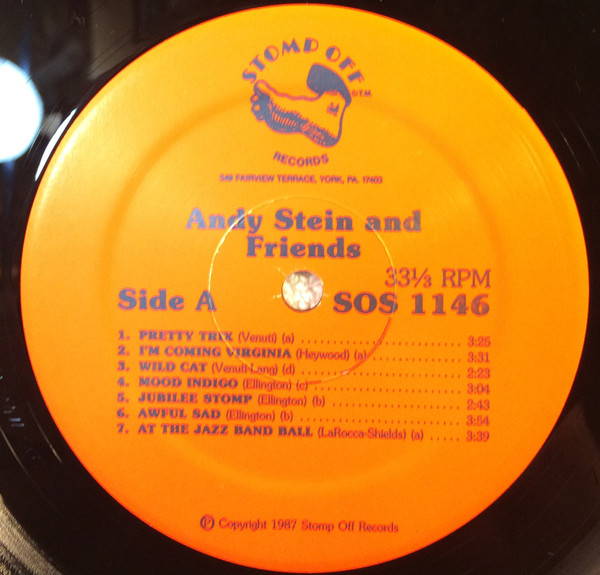 STOMP OFF
D.T.M.
RECORDS
549 FAIRVIEW TERRACE, YORK, PA. 17403
Andy Stein and
Friends
33⅓ RPM
Side A SOS 1146
1. PRETTY TRIX (Venuti) (a) .......................... 3:25
2. I'M COMING VIRGINIA (Heywood) (a) .............. 3:31
3. WILD CAT (Venuti-Lang) (d) ........................ 2:23
4. MOOD INDIGO (Ellington) (c) ...................... 3:04
5. JUBILEE STOMP (Ellington) (b) .................... 2:43
6. AWFUL SAD (Ellington) (b) ......................... 3:54
7. AT THE JAZZ BAND BALL (LaRocca-Shields) (a) ..... 3:39
Ⓟ Copyright 1987 Stomp Off Records